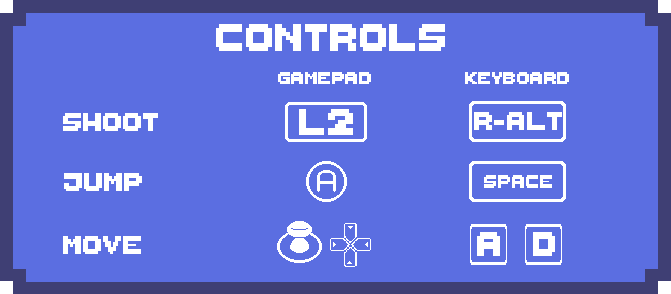 CONTROLS
GAMEPAD KEYBOARD
SHOOT L2 R-ALT
JUMP A SPACE
MOVE A D